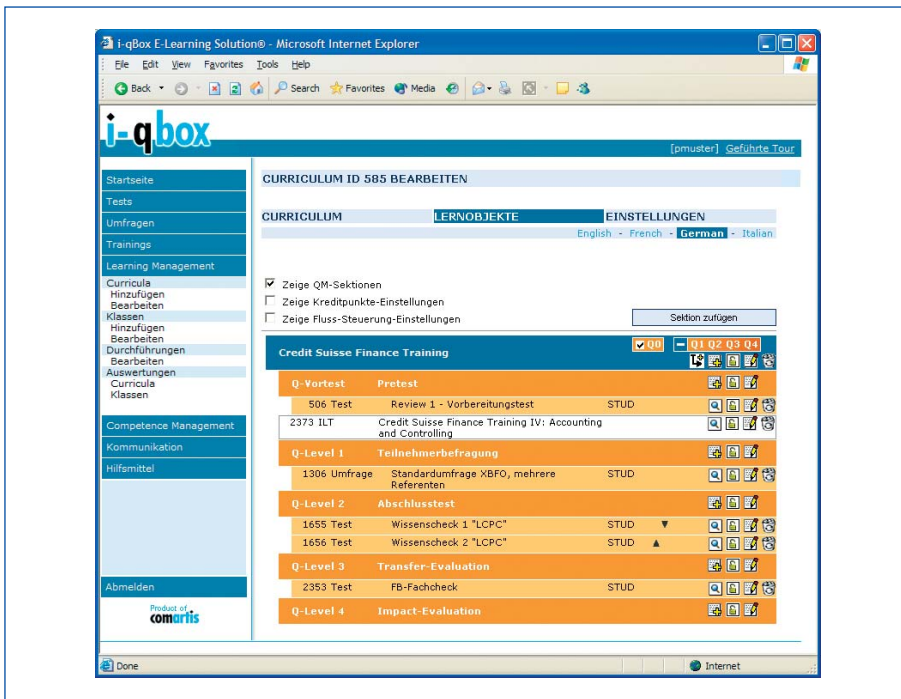 i-qBox E-Learning Solution® - Microsoft Internet Explorer
File Edit View Favorites Tools Help
Back Search Favorites Media
i-qbox
[pmuster] Geführte Tour
Startseite
Tests
Umfragen
Trainings
Learning Management
Curricula
Hinzufügen
Bearbeiten
Klassen
Hinzufügen
Bearbeiten
Durchführungen
Bearbeiten
Auswertungen
Curricula
Klassen
Competence Management
Kommunikation
Hilfsmittel
Abmelden
Product of
comartis
CURRICULUM ID 585 BEARBEITEN
CURRICULUM LERNOBJEKTE EINSTELLUNGEN
English - French - German - Italian
Zeige QM-Sektionen
Zeige Kreditpunkte-Einstellungen
Zeige Fluss-Steuerung-Einstellungen
Sektion zufügen
Credit Suisse Finance Training Q0 Q1 Q2 Q3 Q4
Q-Vortest Pretest
506 Test Review 1 - Vorbereitungstest STUD
2373 ILT Credit Suisse Finance Training IV: Accounting
and Controlling
Q-Level 1 Teilnehmerbefragung
1306 Umfrage Standardumfrage XBFO, mehrere STUD
Referenten
Q-Level 2 Abschlusstest
1655 Test Wissenscheck 1 "LCPC" STUD
1656 Test Wissenscheck 2 "LCPC" STUD
Q-Level 3 Transfer-Evaluation
2353 Test FB-Fachcheck STUD
Q-Level 4 Impact-Evaluation
Done Internet